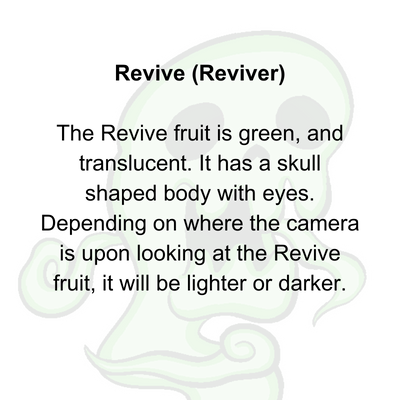 Revive (Reviver)
The Revive fruit is green, and
translucent. It has a skull
shaped body with eyes.
Depending on where the camera
is upon looking at the Revive
fruit, it will be lighter or darker.